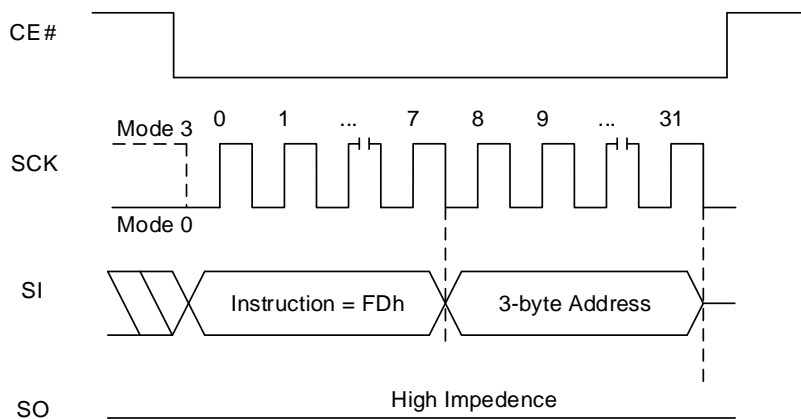 CE#
Mode 3
0 1 ... 7 8 9 ... 31
SCK
Mode 0
SI
Instruction = FDh
3-byte Address
High Impedence
SO